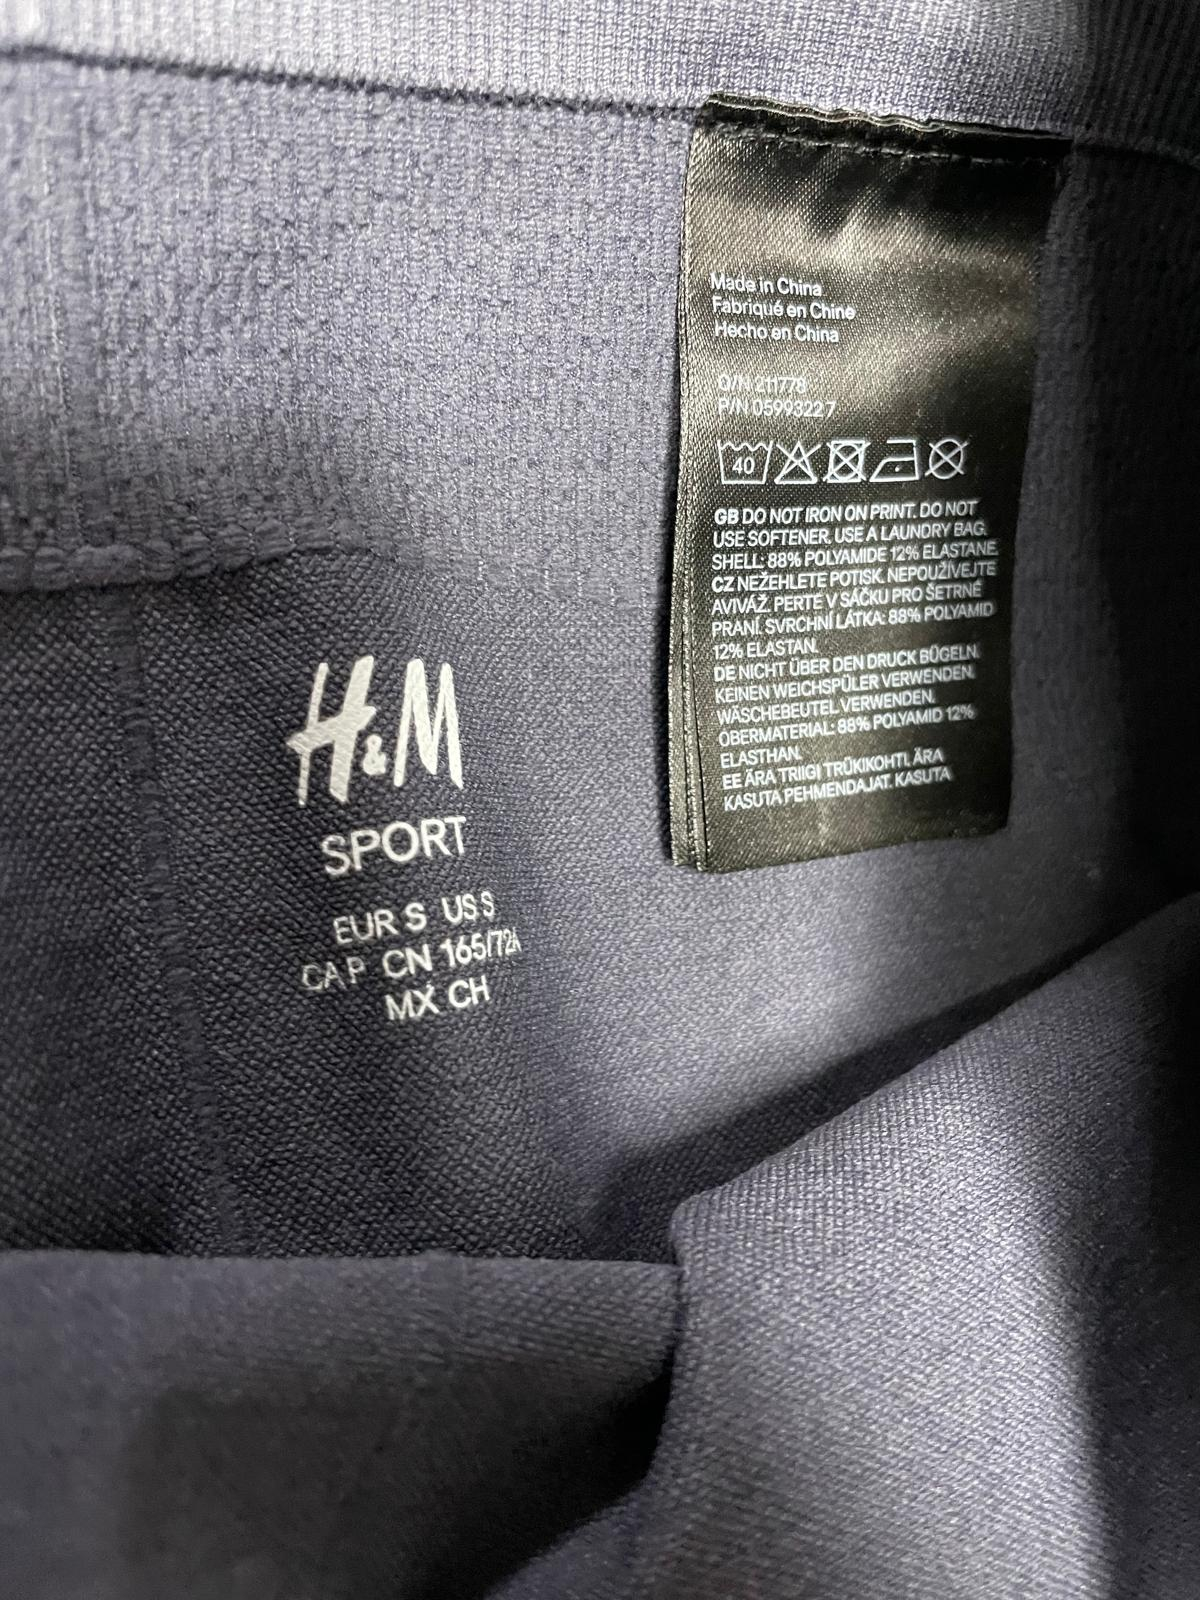 Made in China
Fabriqué en Chine
Hecho en China
O/N 211778
P/N 05993227
40
GB DO NOT IRON ON PRINT. DO NOT
USE SOFTENER. USE A LAUNDRY BAG.
SHELL: 88% POLYAMIDE 12% ELASTANE
CZ NEŽEHLETE POTISK. NEPOUŽÍVEJTE
AVIVÁŽ. PERTE V SÁČKU PRO ŠETRNÉ
PRANÍ. SVRCHNÍ LÁTKA: 88% POLYAMID
12% ELASTAN.
DE NICHT ÜBER DEN DRUCK BÜGELN.
KEINEN WEICHSPÜLER VERWENDEN.
WÄSCHEBEUTEL VERWENDEN.
OBERMATERIAL: 88% POLYAMID 12%
ELASTHAN.
EE ÄRA TRIIGI TRÜKIKOHTI. ÄRA
KASUTA PEHMENDAJAT. KASUTA
H&M
SPORT
EUR S US S
CA P CN 165/72A
MX CH